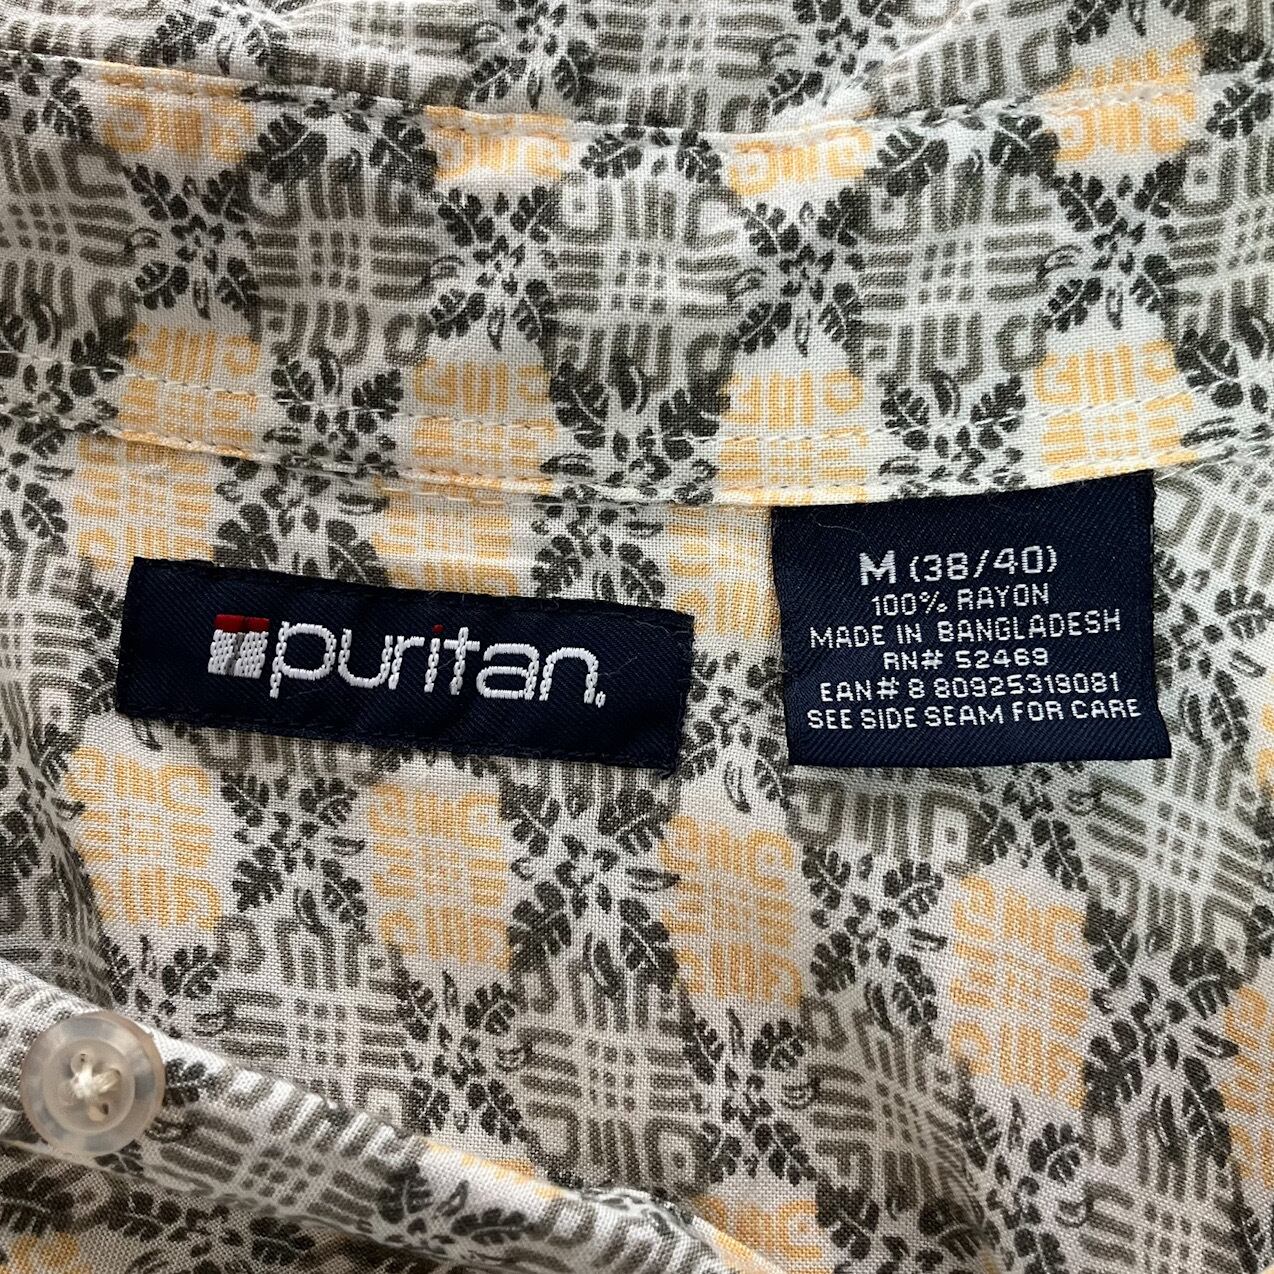 puritan.
M (38/40)
100% RAYON
MADE IN BANGLADESH
RN# 52469
EAN# 8 80925319081
SEE SIDE SEAM FOR CARE